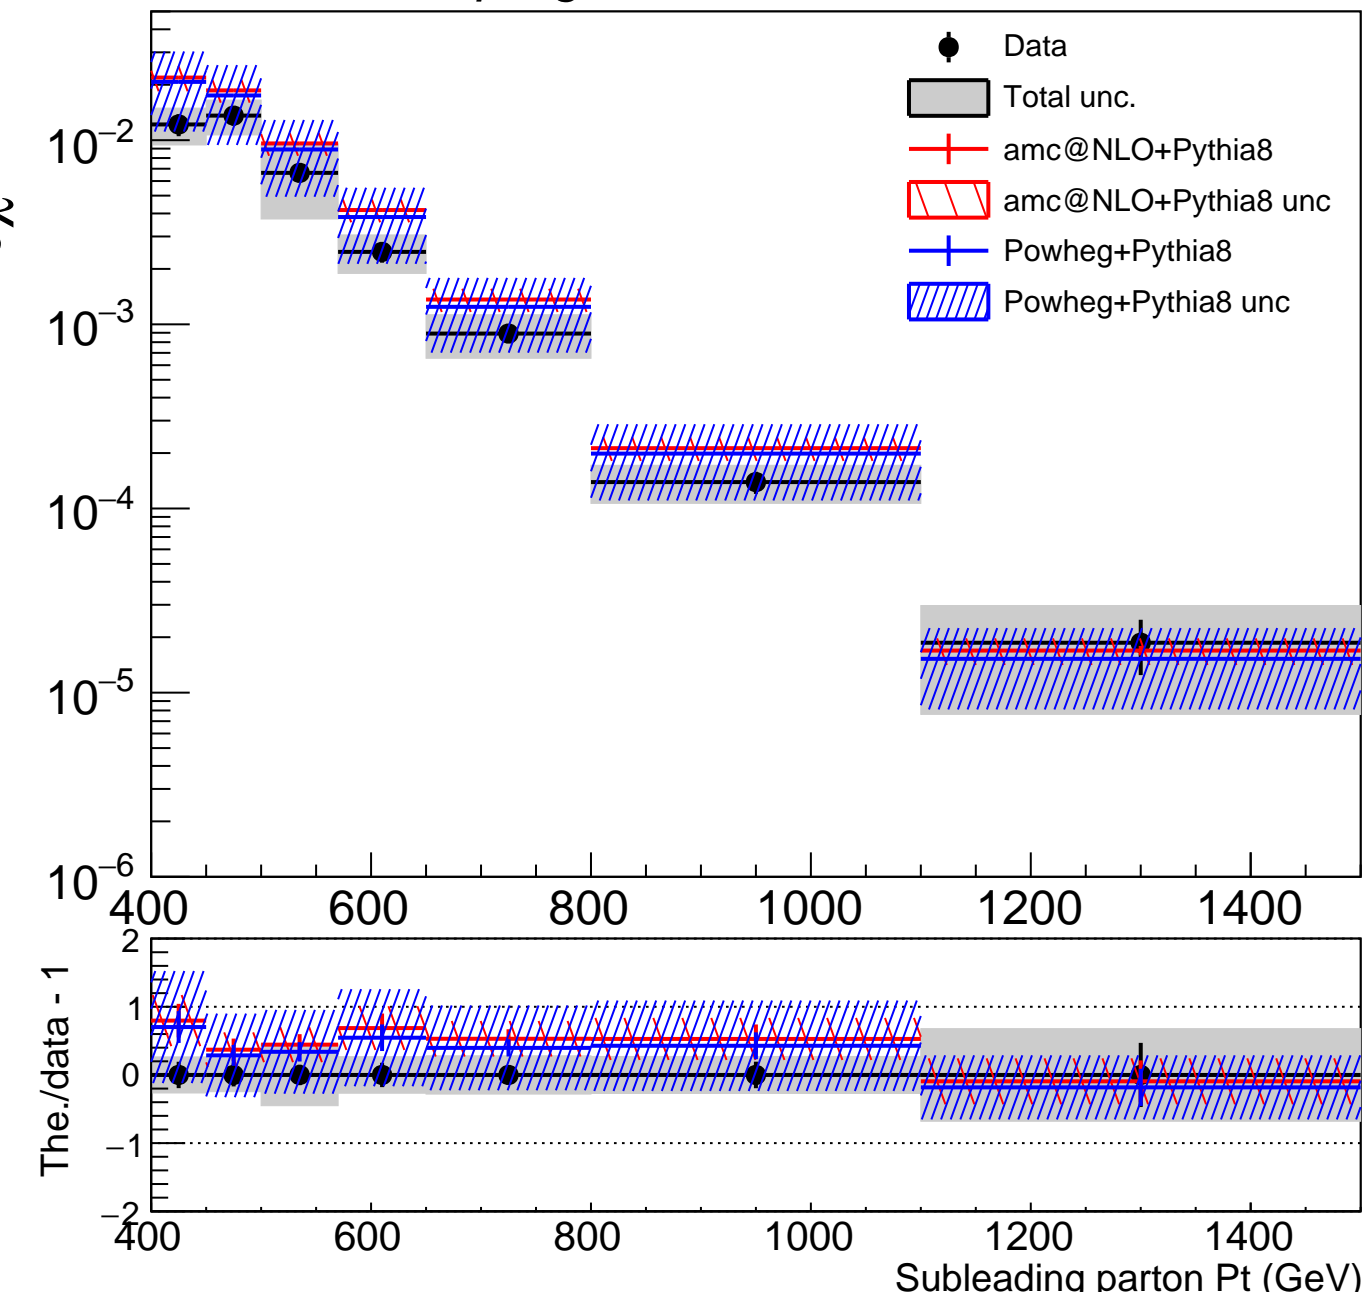 Data
Total unc.
amc@NLO+Pythia8
amc@NLO+Pythia8 unc
Powheg+Pythia8
Powheg+Pythia8 unc
10−2
10−3
10−4
10−5
10−6
400 600 800 1000 1200 1400
2
1
0
−1
−2
The./data - 1
400 600 800 1000 1200 1400
Subleading parton Pt (GeV)